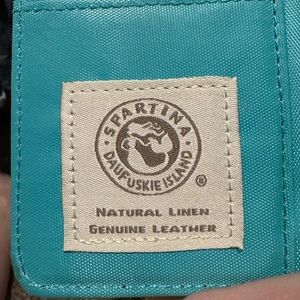 SPARTINA
DAUFUSKIE ISLAND
®
NATURAL LINEN
GENUINE LEATHER